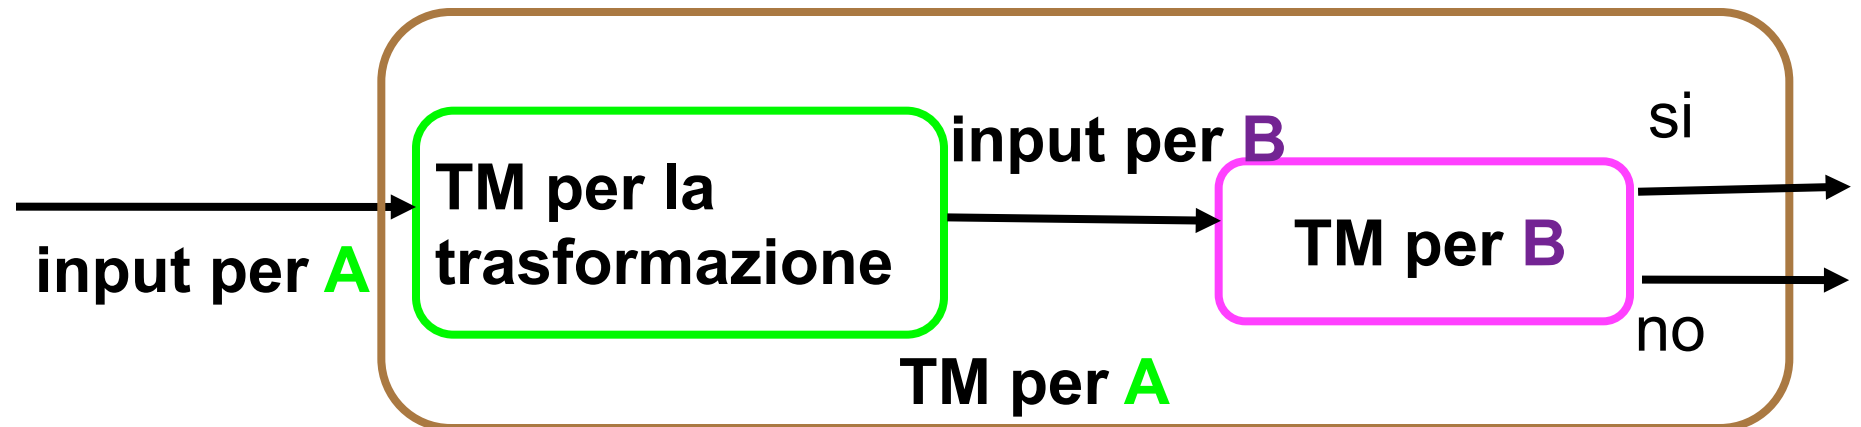 input per A
TM per la
trasformazione
input per B
TM per B
si
no
TM per A